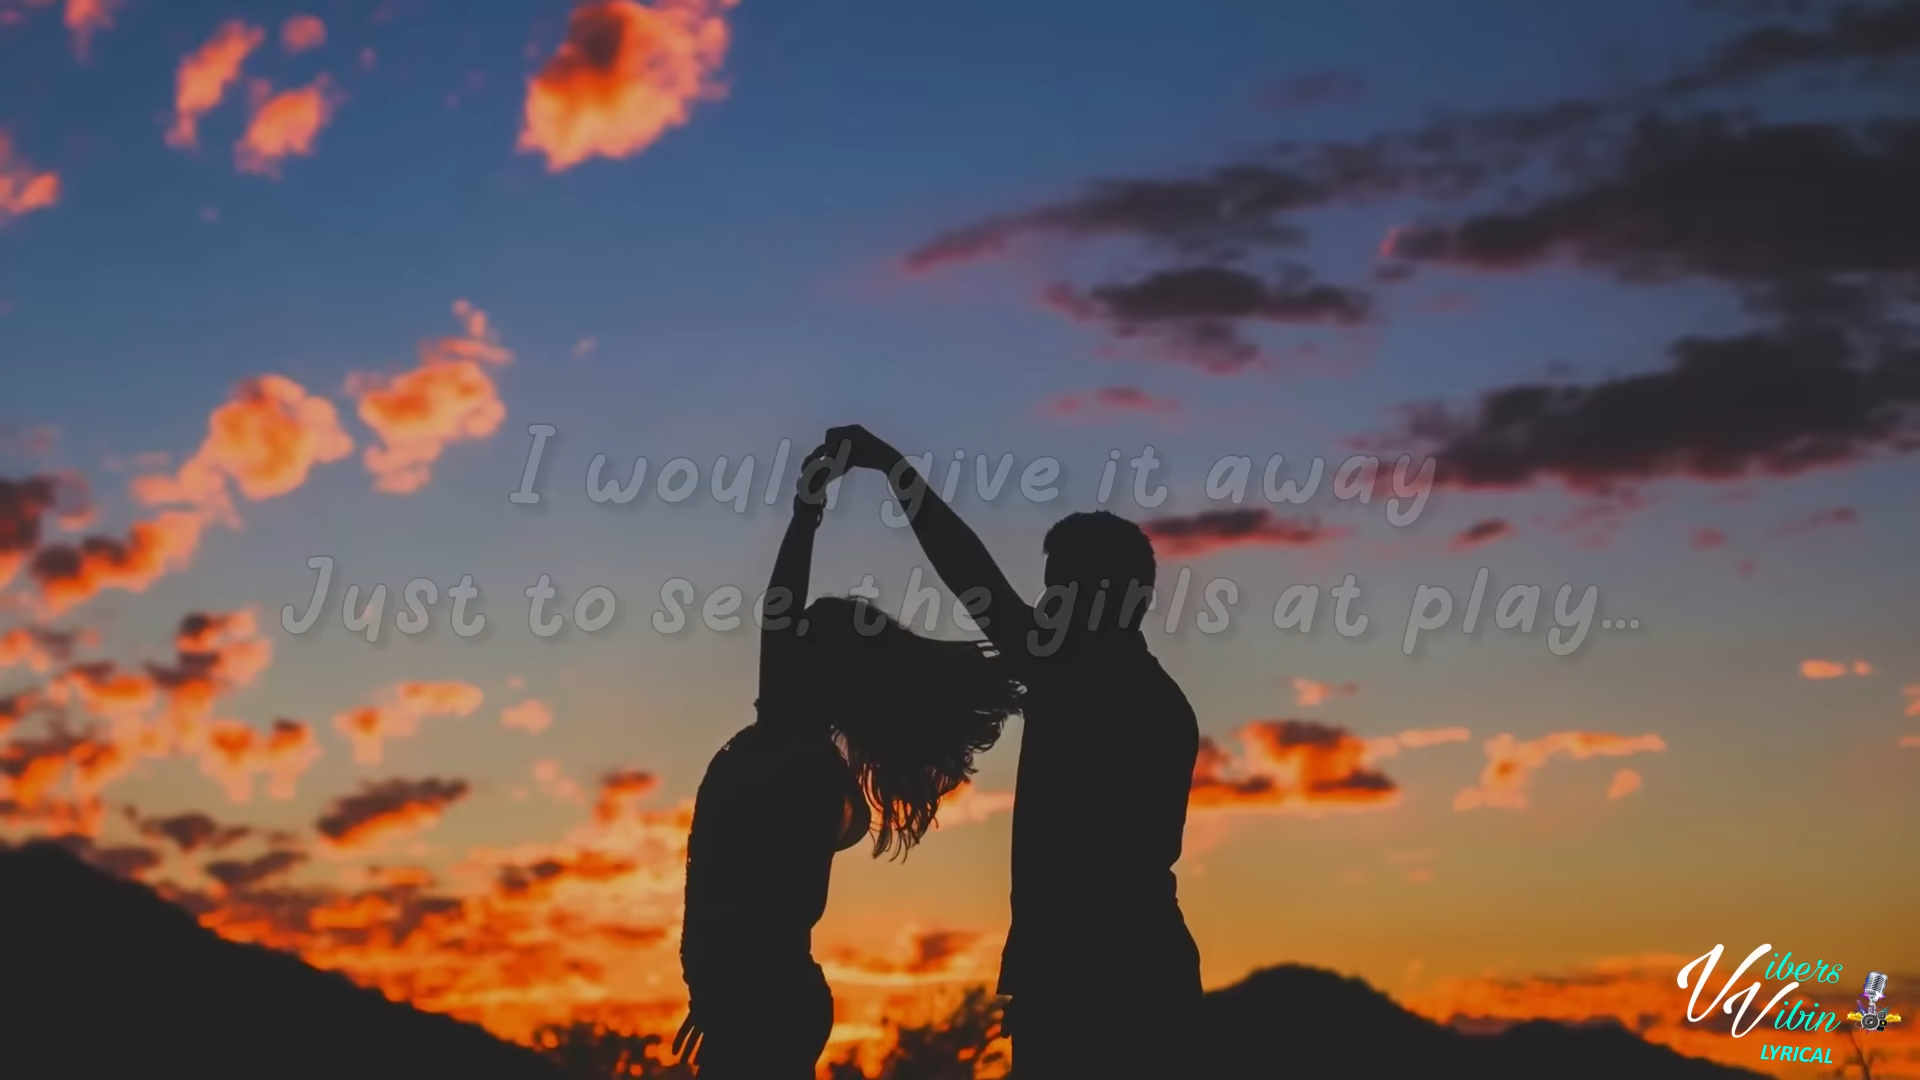 I would give it away
Just to see, the girls at play...
Vibers
Vibin
LYRICAL